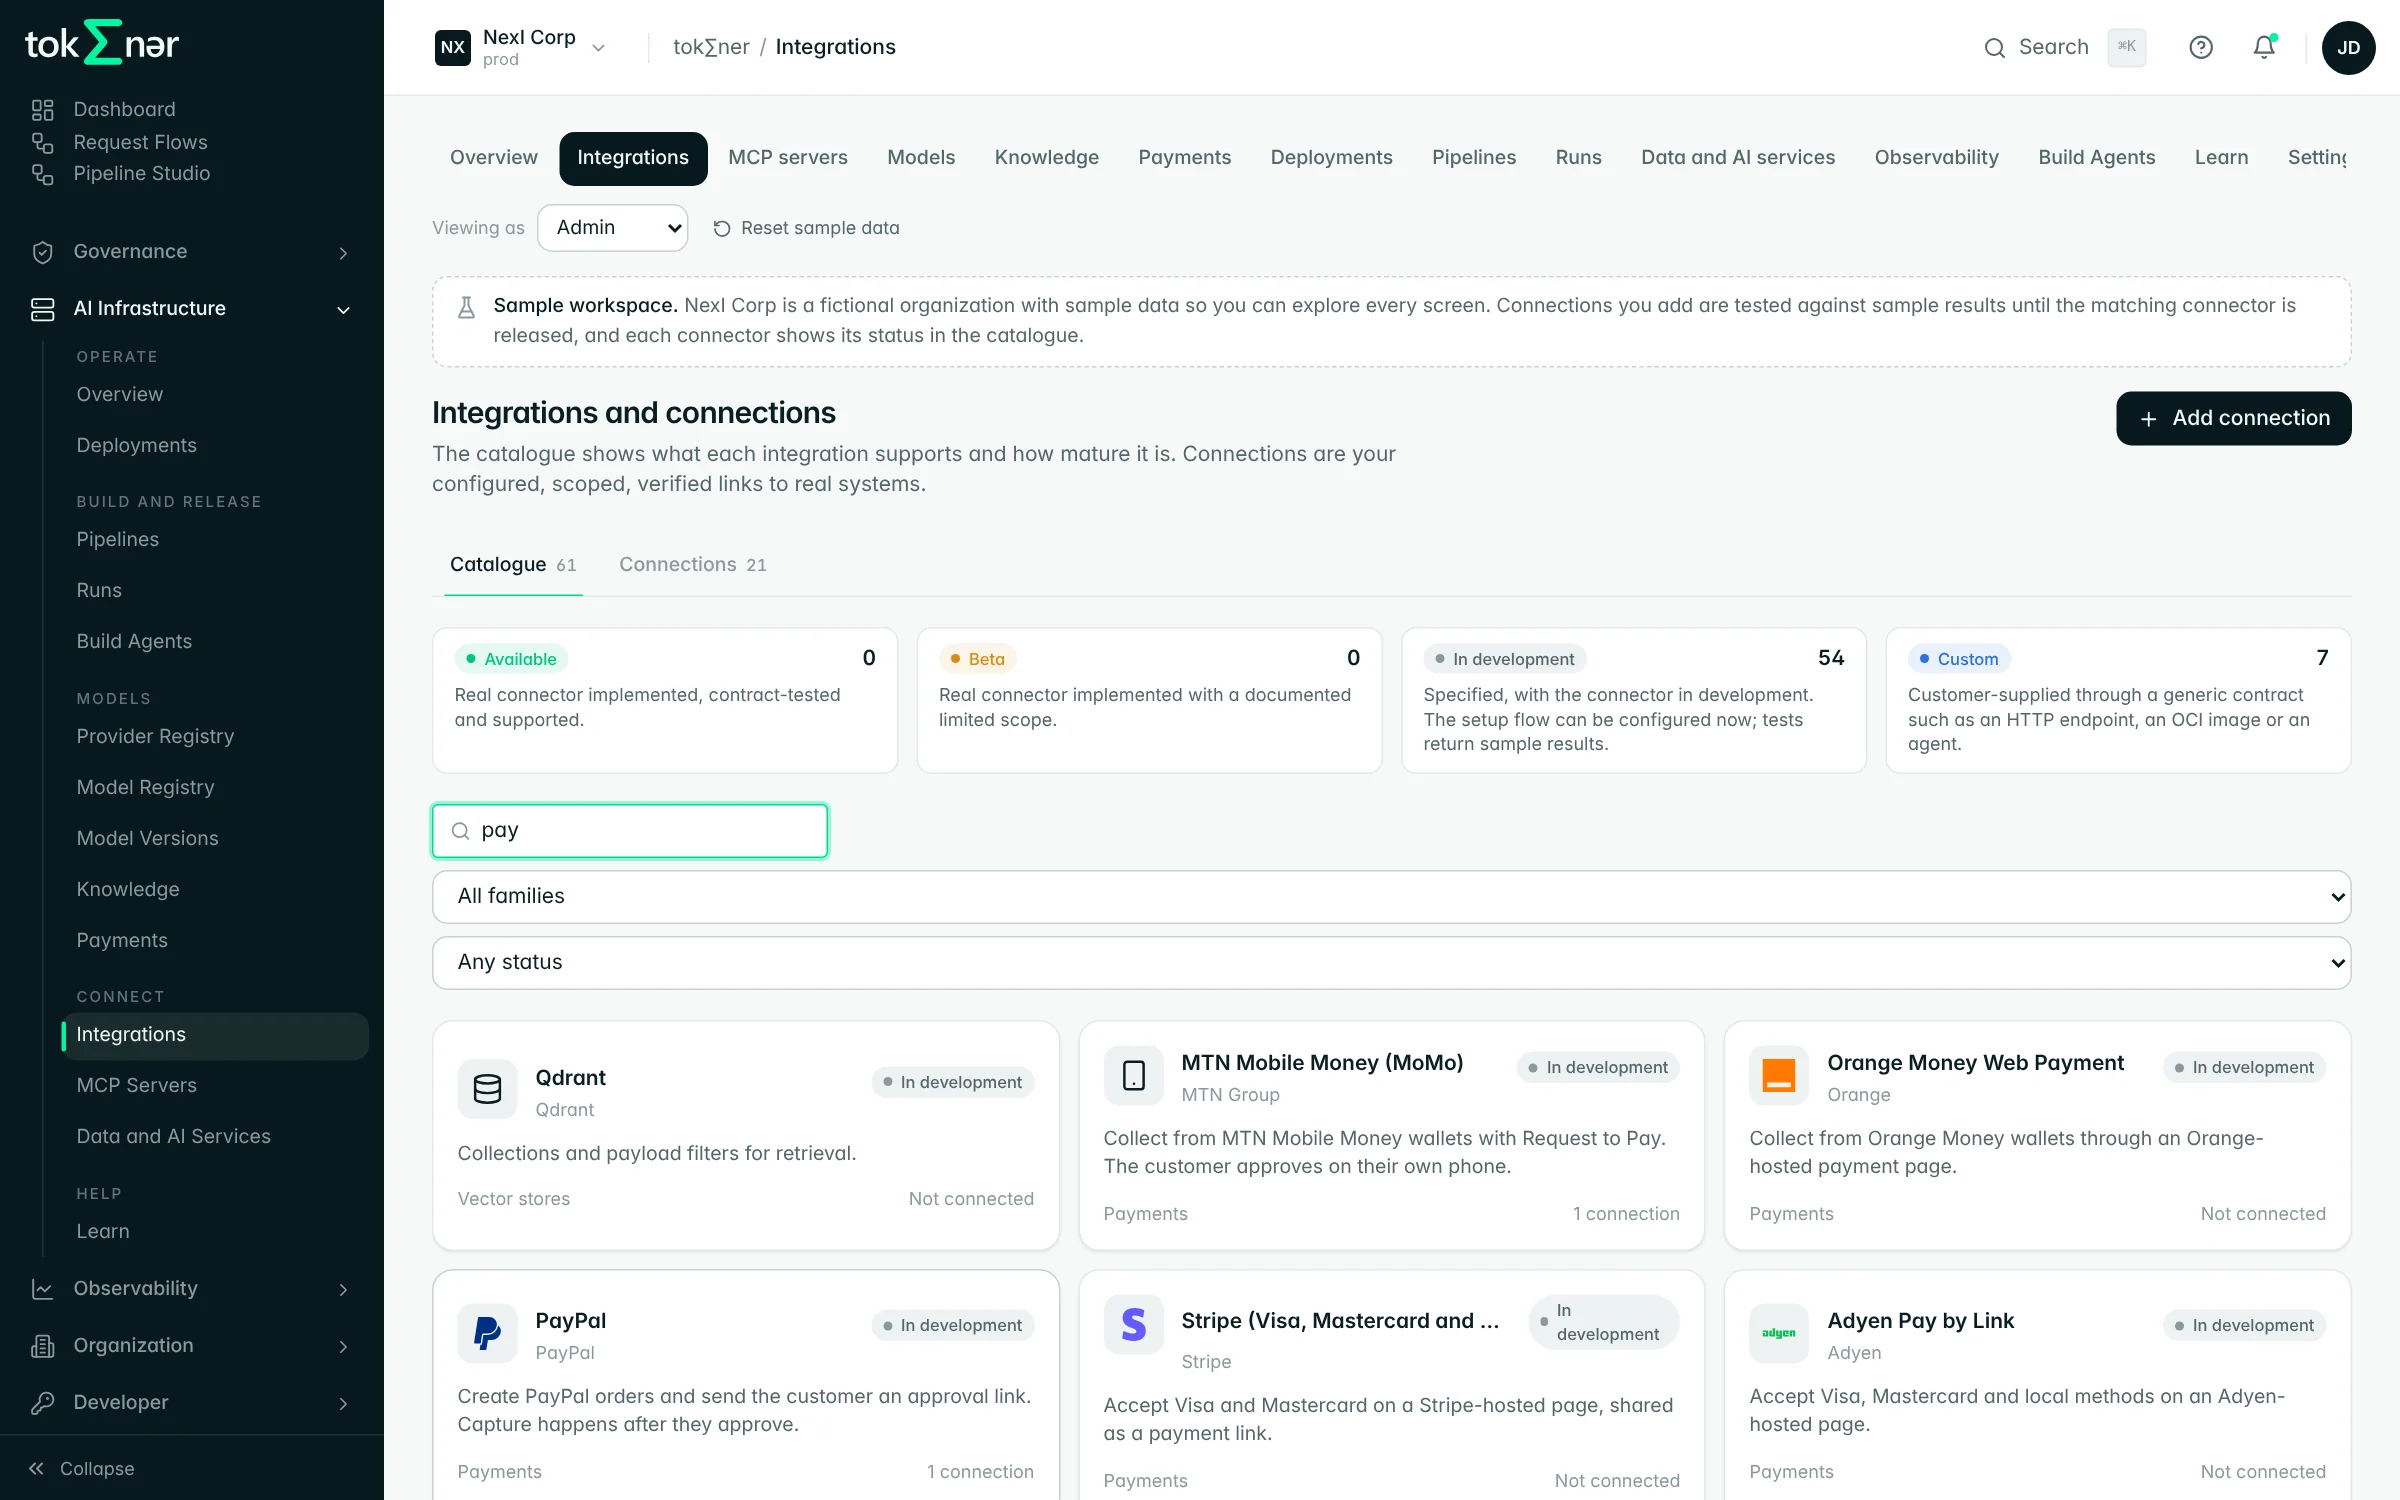 tokΣnər
Dashboard
Request Flows
Pipeline Studio
Governance
AI Infrastructure
OPERATE
Overview
Deployments
BUILD AND RELEASE
Pipelines
Runs
Build Agents
MODELS
Provider Registry
Model Registry
Model Versions
Knowledge
Payments
CONNECT
Integrations
MCP Servers
Data and AI Services
HELP
Learn
Observability
Organization
Developer
Collapse
NX
Nexl Corp
prod
tok∑ner / Integrations
Search ⌘K
JD
Overview Integrations MCP servers Models Knowledge Payments Deployments Pipelines Runs Data and AI services Observability Build Agents Learn Setting
Viewing as Admin Reset sample data
Sample workspace. Nexl Corp is a fictional organization with sample data so you can explore every screen. Connections you add are tested against sample results until the matching connector is
released, and each connector shows its status in the catalogue.
Integrations and connections
+ Add connection
The catalogue shows what each integration supports and how mature it is. Connections are your
configured, scoped, verified links to real systems.
Catalogue 61 Connections 21
Available 0
Real connector implemented, contract-tested
and supported.
Beta 0
Real connector implemented with a documented
limited scope.
In development 54
Specified, with the connector in development.
The setup flow can be configured now; tests
return sample results.
Custom 7
Customer-supplied through a generic contract
such as an HTTP endpoint, an OCI image or an
agent.
pay
All families
Any status
Qdrant
In development
Qdrant
Collections and payload filters for retrieval.
Vector stores Not connected
MTN Mobile Money (MoMo)
In development
MTN Group
Collect from MTN Mobile Money wallets with Request to Pay.
The customer approves on their own phone.
Payments 1 connection
Orange Money Web Payment
In development
Orange
Collect from Orange Money wallets through an Orange-
hosted payment page.
Payments Not connected
PayPal
In development
PayPal
Create PayPal orders and send the customer an approval link.
Capture happens after they approve.
Payments 1 connection
Stripe (Visa, Mastercard and ...
In
development
Stripe
Accept Visa and Mastercard on a Stripe-hosted page, shared
as a payment link.
Payments Not connected
adyen
Adyen Pay by Link
In development
Adyen
Accept Visa, Mastercard and local methods on an Adyen-
hosted page.
Payments Not connected